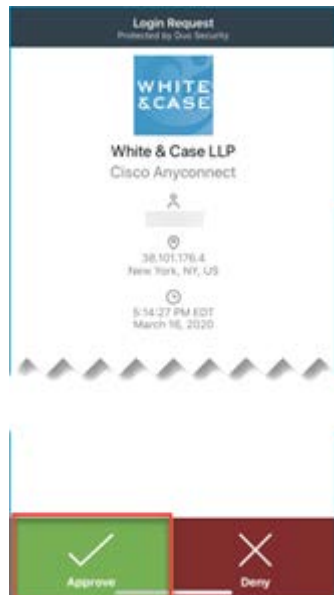 Login Request
Protected by Duo Security
WHITE
&CASE
White & Case LLP
Cisco Anyconnect
38.101.176.4
New York, NY, US
5:14:27 PM EDT
March 16, 2020
Approve
Deny